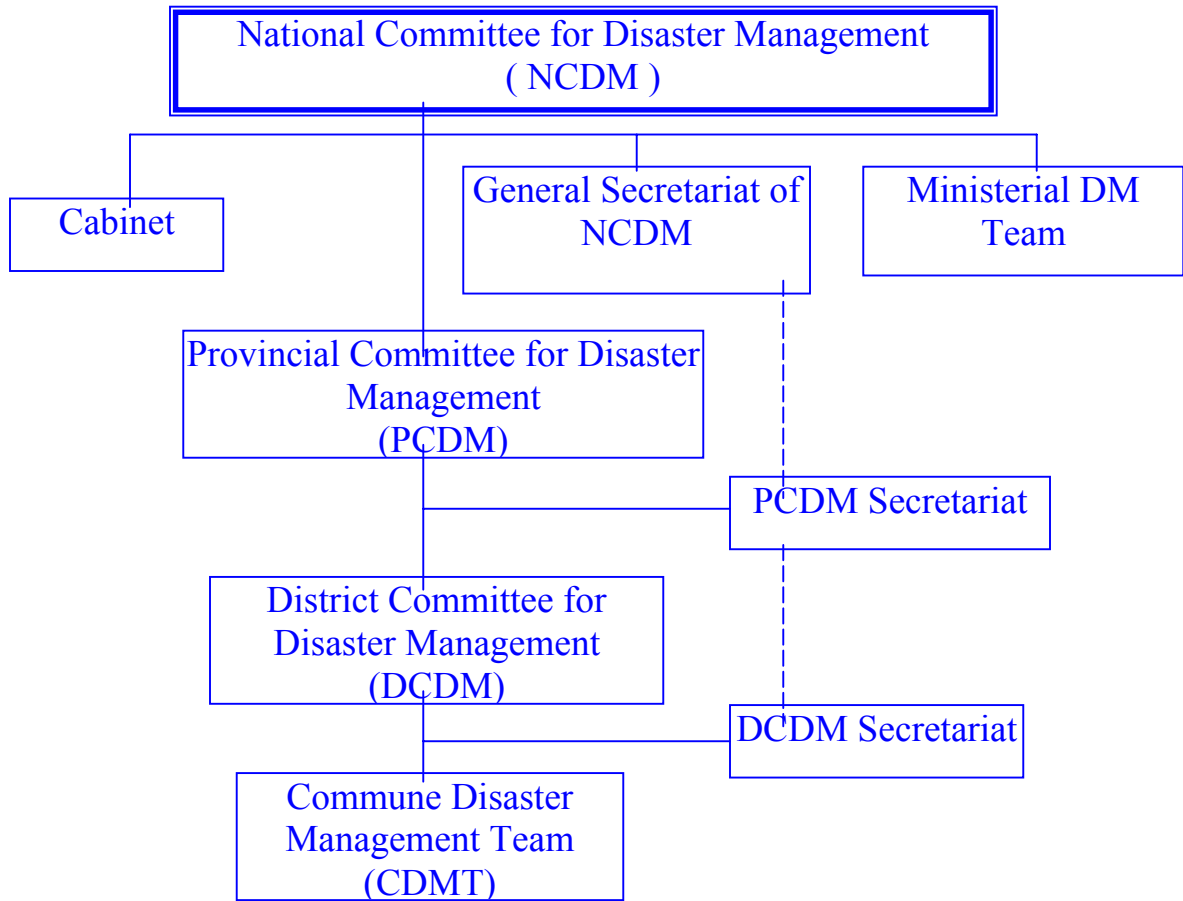 National Committee for Disaster Management
( NCDM )
Cabinet
General Secretariat of
NCDM
Ministerial DM
Team
Provincial Committee for Disaster
Management
(PCDM)
PCDM Secretariat
District Committee for
Disaster Management
(DCDM)
DCDM Secretariat
Commune Disaster
Management Team
(CDMT)